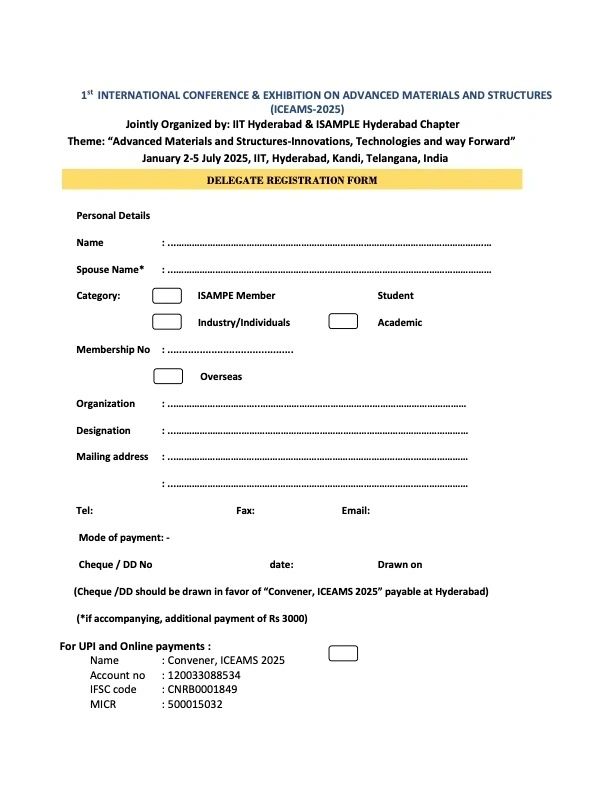 1st INTERNATIONAL CONFERENCE & EXHIBITION ON ADVANCED MATERIALS AND STRUCTURES
(ICEAMS-2025)
Jointly Organized by: IIT Hyderabad & ISAMPLE Hyderabad Chapter
Theme: “Advanced Materials and Structures-Innovations, Technologies and way Forward”
January 2-5 July 2025, IIT, Hyderabad, Kandi, Telangana, India
DELEGATE REGISTRATION FORM
Personal Details
Name : ……………………………………………………………………………………………
Spouse Name* : ……………………………………………………………………………………………
Category: ISAMPE Member Student
Industry/Individuals Academic
Membership No : ……………………………………
Overseas
Organization : ……………………………………………………………………………………
Designation : ……………………………………………………………………………………
Mailing address : ……………………………………………………………………………………
: ……………………………………………………………………………………
Tel: Fax: Email:
Mode of payment: -
Cheque / DD No date: Drawn on
(Cheque /DD should be drawn in favor of “Convener, ICEAMS 2025” payable at Hyderabad)
(*if accompanying, additional payment of Rs 3000)
For UPI and Online payments :
Name : Convener, ICEAMS 2025
Account no : 120033088534
IFSC code : CNRB0001849
MICR : 500015032